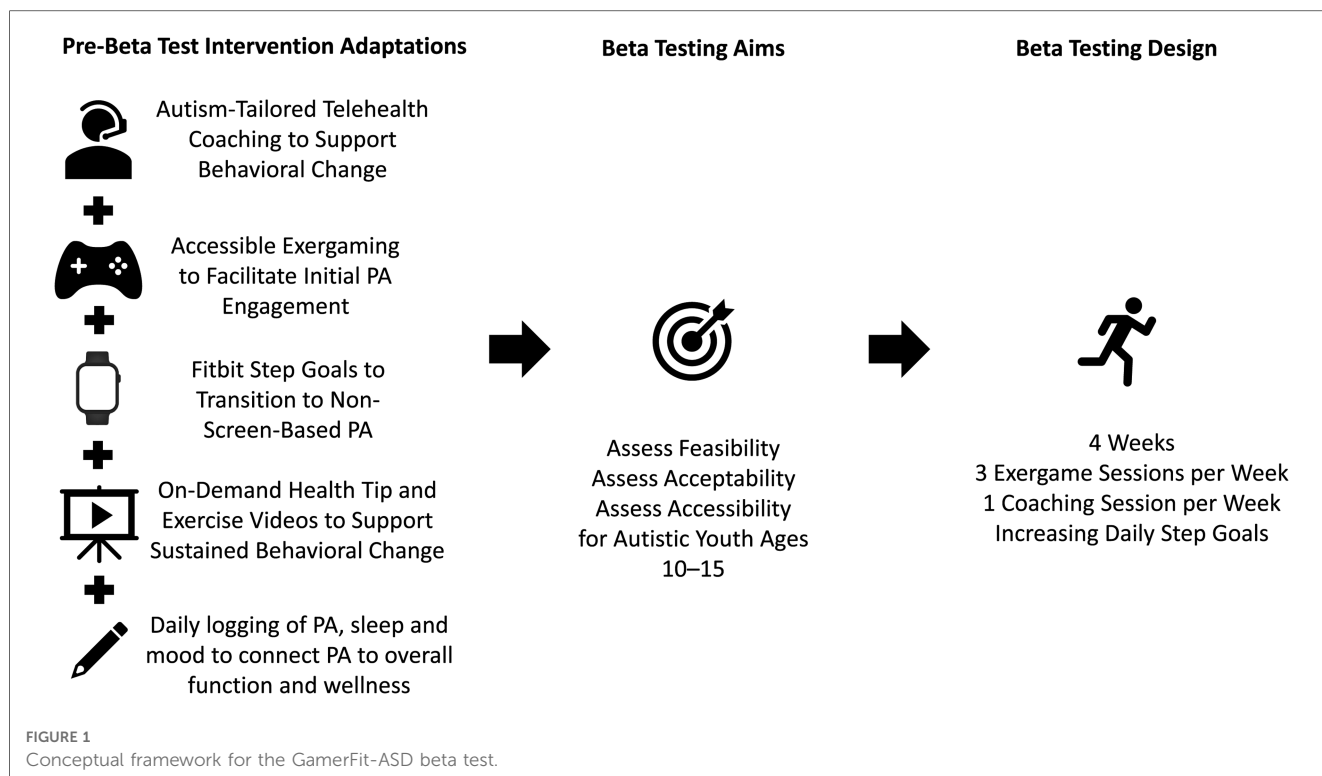 Pre-Beta Test Intervention Adaptations
Autism-Tailored Telehealth
Coaching to Support
Behavioral Change
Accessible Exergaming
to Facilitate Initial PA
Engagement
Fitbit Step Goals to
Transition to Non-
Screen-Based PA
On-Demand Health Tip and
Exercise Videos to Support
Sustained Behavioral Change
Daily logging of PA, sleep and
mood to connect PA to overall
function and wellness
Beta Testing Aims
Assess Feasibility
Assess Acceptability
Assess Accessibility
for Autistic Youth Ages
10–15
Beta Testing Design
4 Weeks
3 Exergame Sessions per Week
1 Coaching Session per Week
Increasing Daily Step Goals
FIGURE 1
Conceptual framework for the GamerFit-ASD beta test.